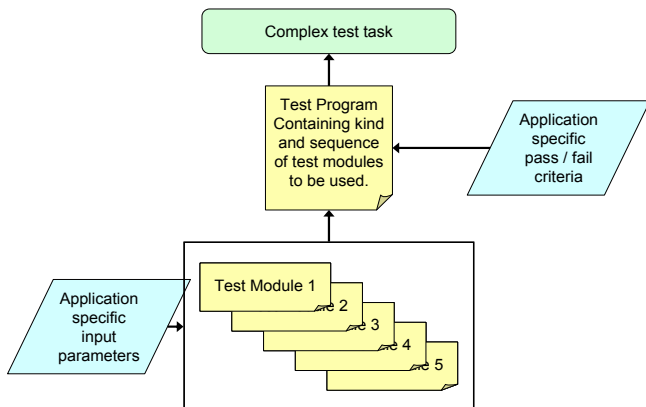 Complex test task
Test Program
Containing kind
and sequence
of test modules
to be used.
Application
specific
pass / fail
criteria
Test Module 1
2
3
4
5
Application
specific
input
parameters